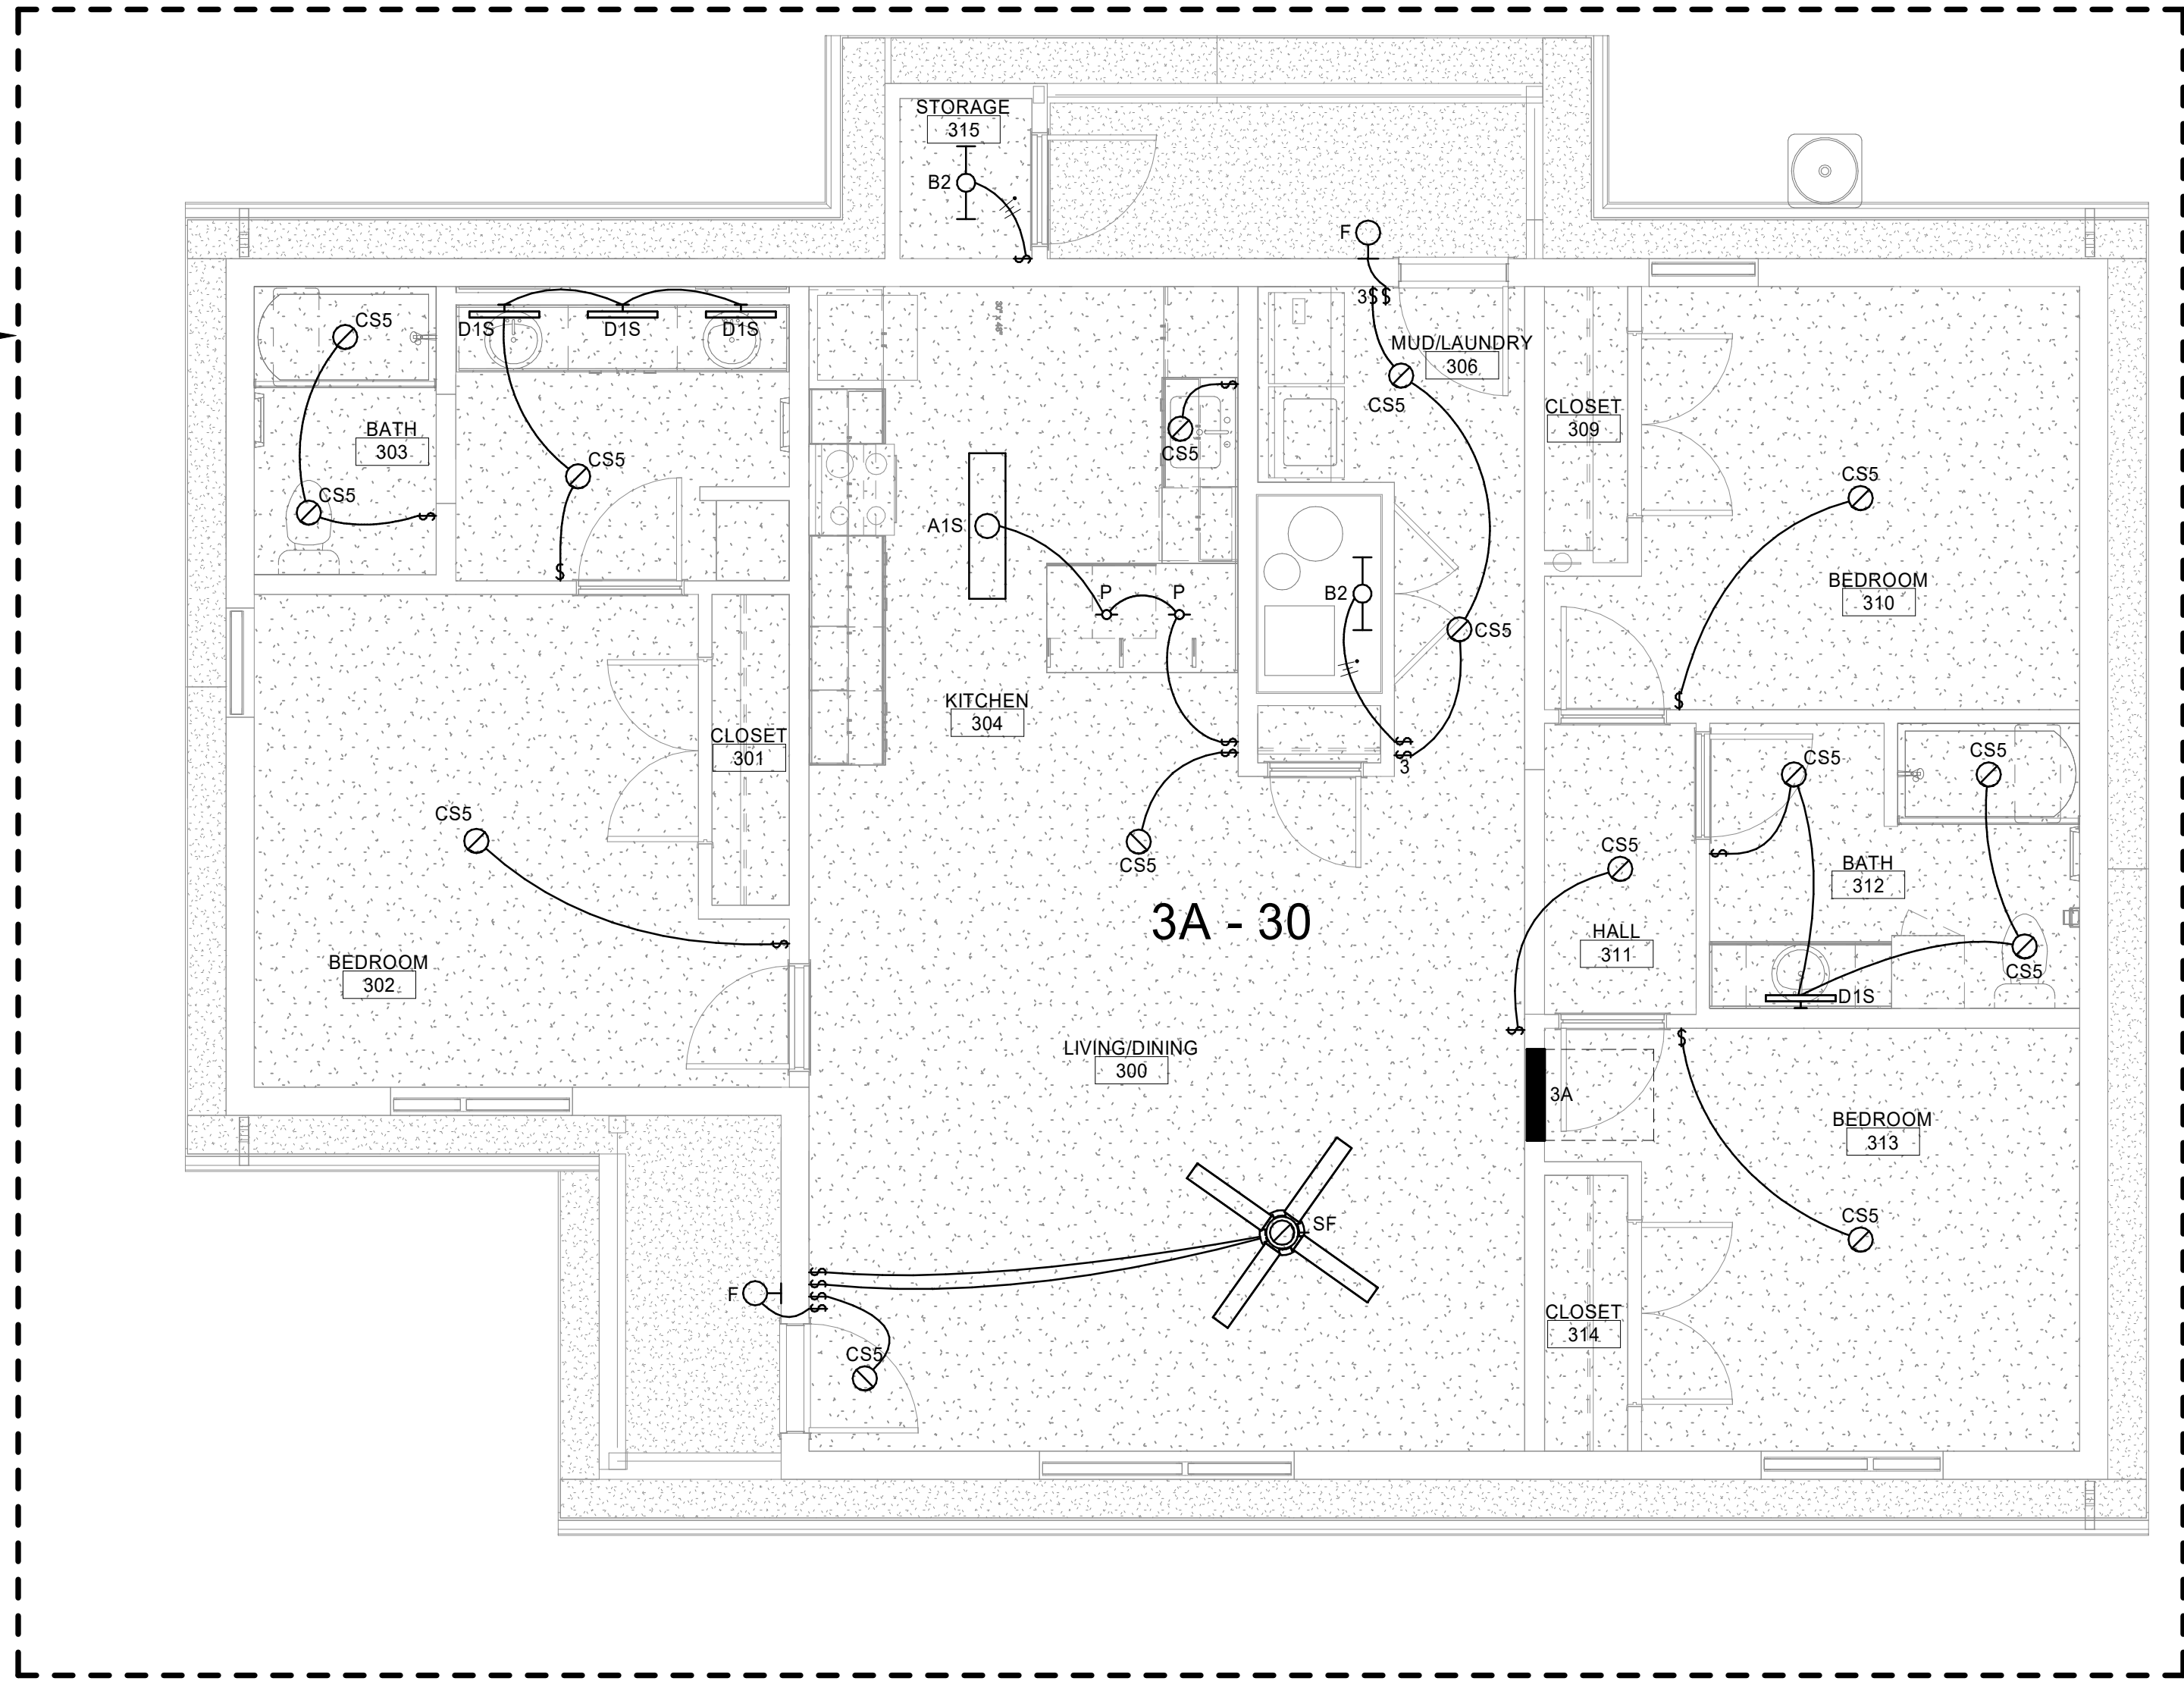 STORAGE
315
B2
F
3$$
CS5
D1S
D1S
D1S
30" x 48"
MUD/LAUNDRY
306
CS5
CLOSET
309
BATH
303
CS5
CS5
CS5
CS5
$
$
$
$
A1S
P
P
B2
CS5
BEDROOM
310
$
KITCHEN
304
CLOSET
301
$
$
$
$
3
CS5
CS5
CS5
CS5
CS5
$
BATH
312
3A - 30
HALL
311
$
BEDROOM
302
CS5
D1S
$
$
LIVING/DINING
300
3A
BEDROOM
313
CS5
SF
F
$
$
$
$
CS5
CLOSET
314